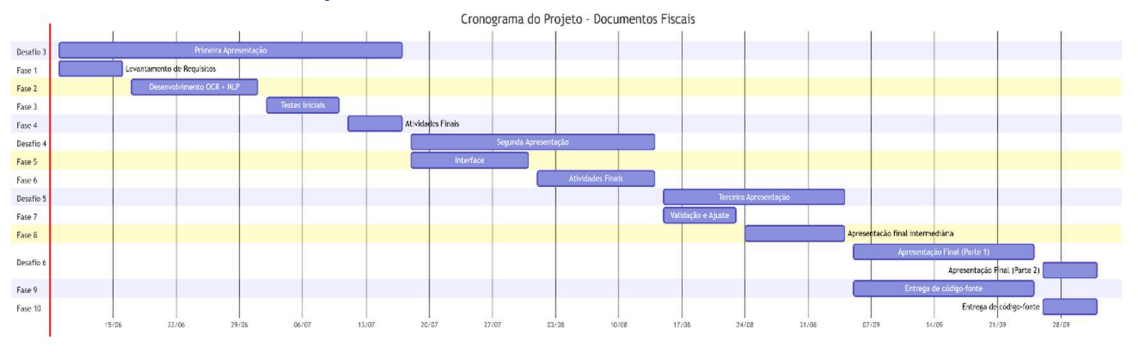 Cronograma do Projeto - Documentos Fiscais
Desafio 3
Primeira Apresentação
Fase 1
Levantamento de Requisitos
Fase 2
Desenvolvimento OCR + NLP
Fase 3
Testes Iniciais
Fase 4
Atividades Finais
Desafio 4
Segunda Apresentação
Fase 5
Interface
Fase 6
Atividades Finais
Desafio 5
Terceira Apresentação
Fase 7
Validação e Ajuste
Fase 8
Apresentação final intermediária
Desafio 6
Apresentação Final (Parte 1)
Apresentação Final (Parte 2)
Fase 9
Entrega de código-fonte
Fase 10
Entrega de código-fonte
15/06 22/06 29/06 06/07 13/07 20/07 27/07 03/08 10/08 17/08 24/08 31/08 07/09 14/09 21/09 28/09